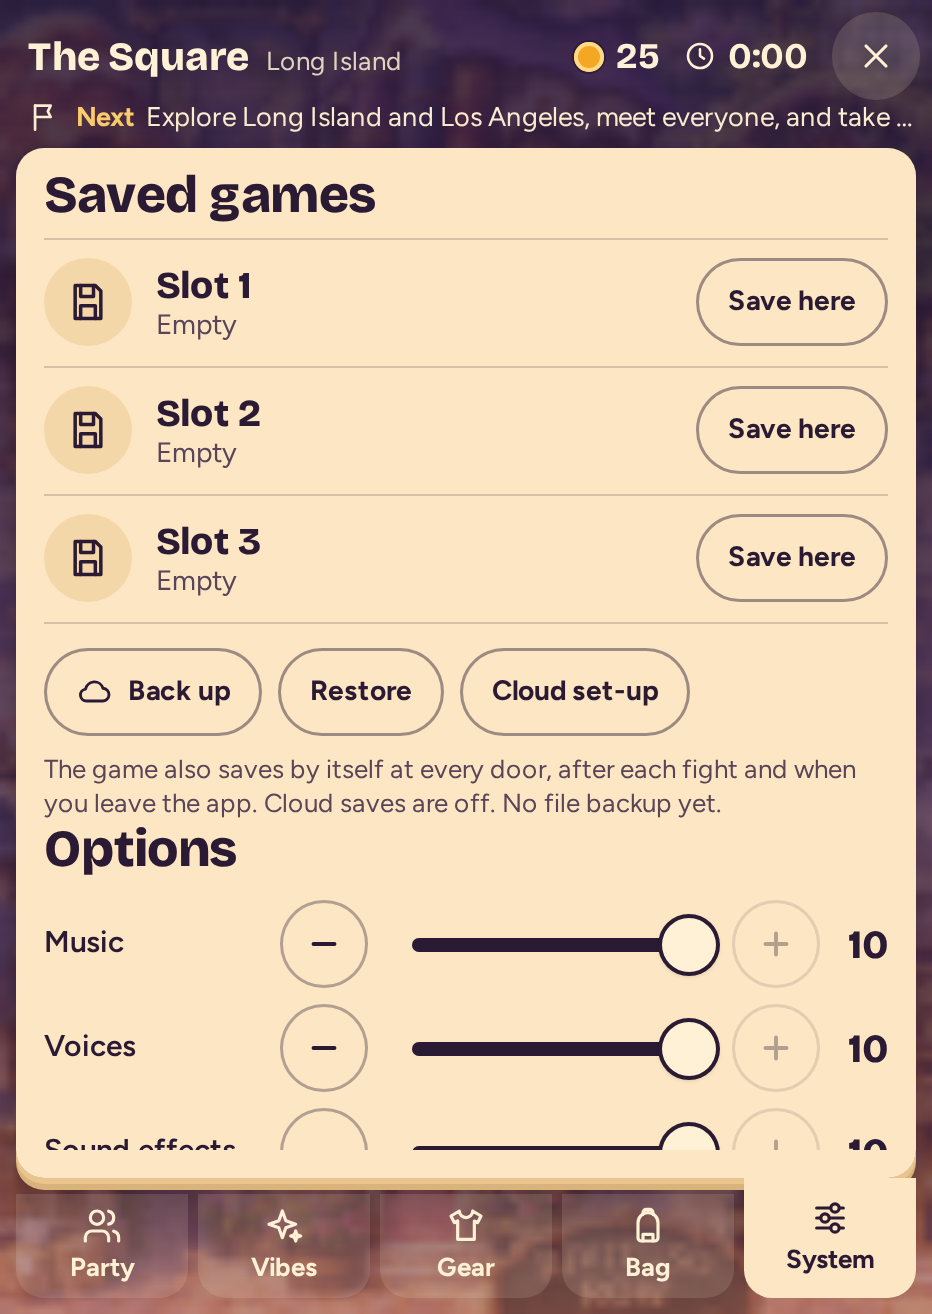 The Square Long Island 25 0:00
Next Explore Long Island and Los Angeles, meet everyone, and take ...
Saved games
Slot 1
Empty
Save here
Slot 2
Empty
Save here
Slot 3
Empty
Save here
Back up Restore Cloud set-up
The game also saves by itself at every door, after each fight and when
you leave the app. Cloud saves are off. No file backup yet.
Options
Music 10
Voices 10
Sound effects 10
Party Vibes Gear Bag System